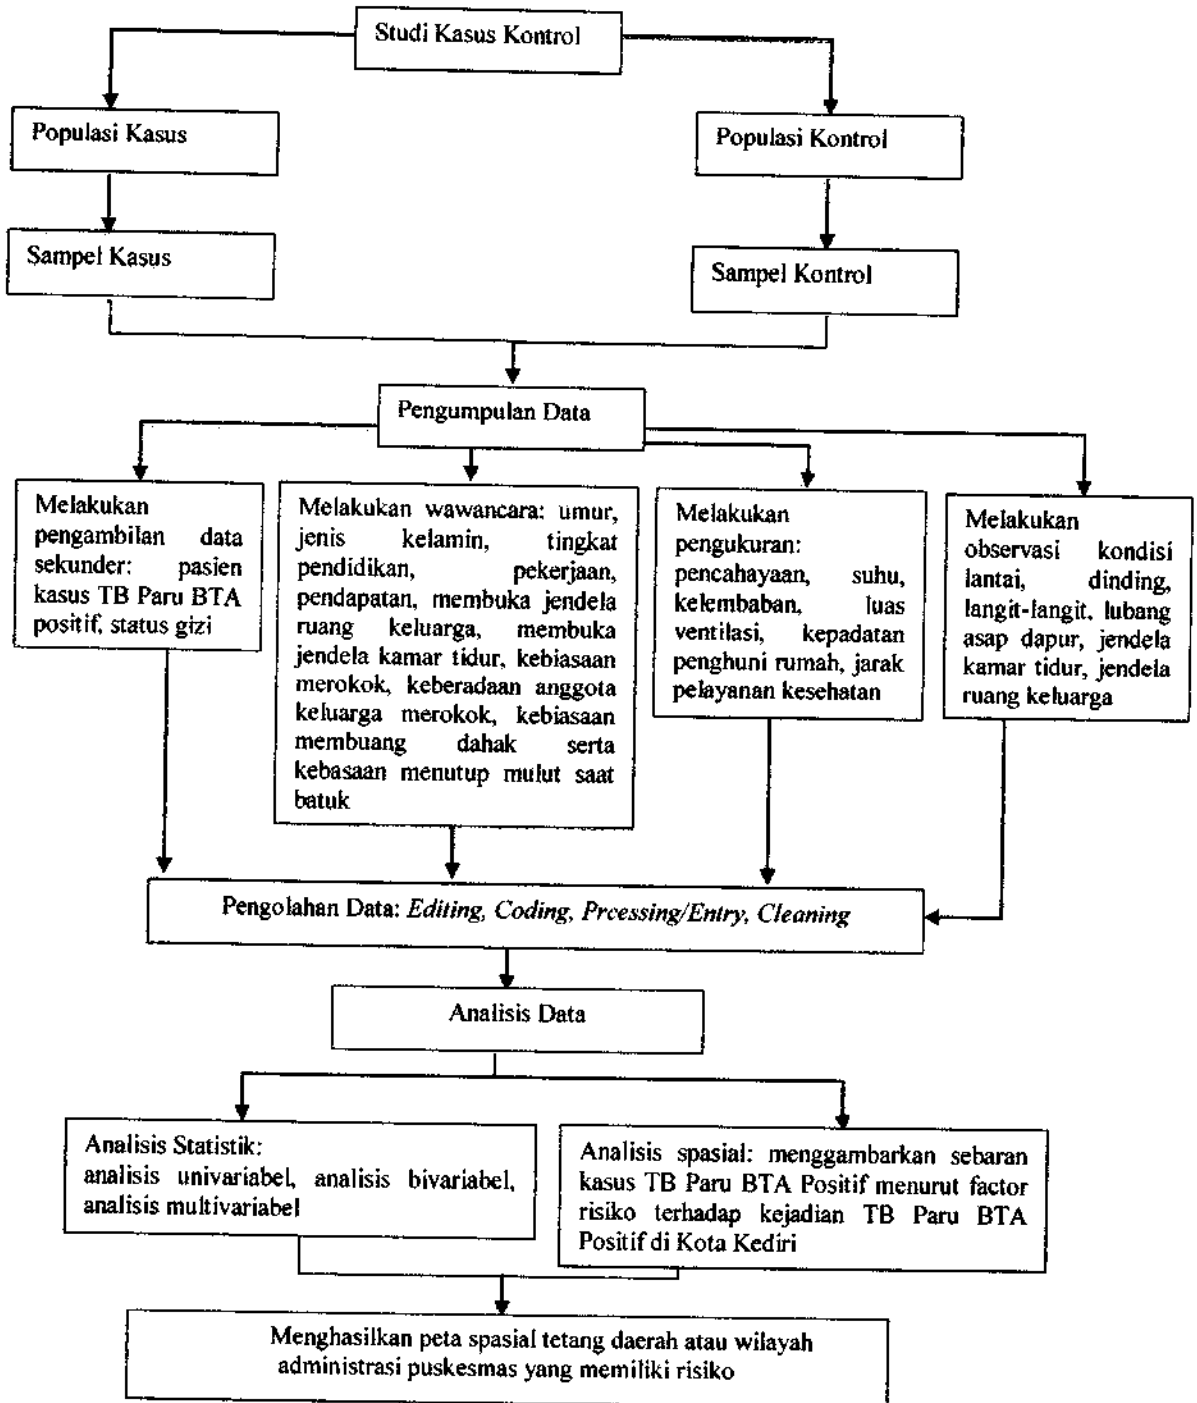 Studi Kasus Kontrol
Populasi Kasus
Populasi Kontrol
Sampel Kasus
Sampel Kontrol
Pengumpulan Data
Melakukan
pengambilan data
sekunder: pasien
kasus TB Paru BTA
positif, status gizi
Melakukan wawancara: umur,
jenis kelamin, tingkat
pendidikan, pekerjaan,
pendapatan, membuka jendela
ruang keluarga, membuka
jendela kamar tidur, kebiasaan
merokok, keberadaan anggota
keluarga merokok, kebiasaan
membuang dahak serta
kebasaan menutup mulut saat
batuk
Melakukan
pengukuran:
pencahayaan, suhu,
kelembaban, luas
ventilasi, kepadatan
penghuni rumah, jarak
pelayanan kesehatan
Melakukan
observasi kondisi
lantai, dinding,
langit-langit, lubang
asap dapur, jendela
kamar tidur, jendela
ruang keluarga
Pengolahan Data: Editing, Coding, Prcessing/Entry, Cleaning
Analisis Data
Analisis Statistik:
analisis univariabel, analisis bivariabel,
analisis multivariabel
Analisis spasial: menggambarkan sebaran
kasus TB Paru BTA Positif menurut factor
risiko terhadap kejadian TB Paru BTA
Positif di Kota Kediri
Menghasilkan peta spasial tetang daerah atau wilayah
administrasi puskesmas yang memiliki risiko